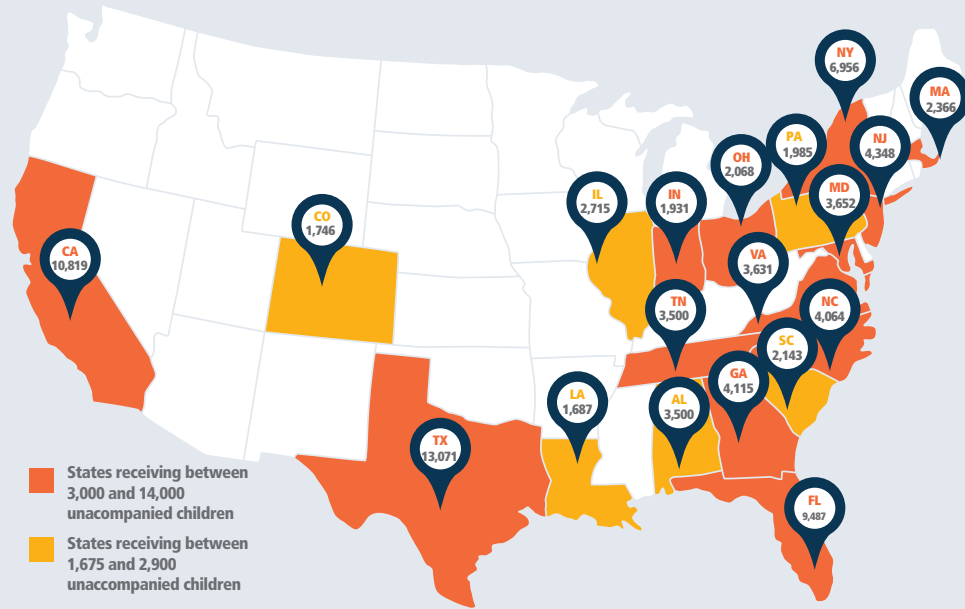 NY
6,956
MA
2,366
PA
1,985
NJ
4,348
OH
2,068
MD
3,652
IL
2,715
IN
1,931
CO
1,746
CA
10,819
VA
3,631
TN
3,500
NC
4,064
SC
2,143
GA
4,115
LA
1,687
AL
3,500
TX
13,071
FL
9,487
States receiving between
3,000 and 14,000
unacompanied children
States receiving between
1,675 and 2,900
unaccompanied children